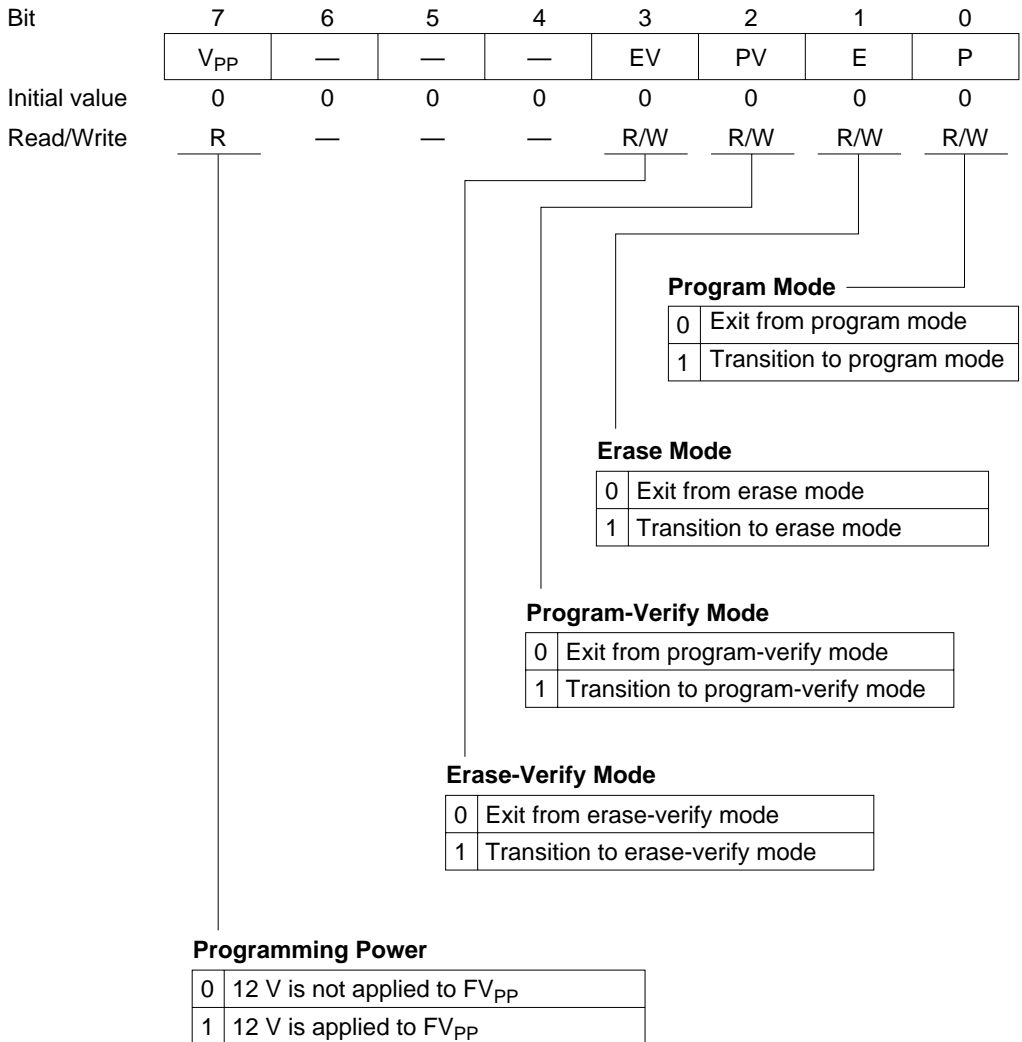 Bit 7 6 5 4 3 2 1 0
VPP — — — EV PV E P
Initial value 0 0 0 0 0 0 0 0
Read/Write R — — — R/W R/W R/W R/W
Program Mode
0 Exit from program mode
1 Transition to program mode
Erase Mode
0 Exit from erase mode
1 Transition to erase mode
Program-Verify Mode
0 Exit from program-verify mode
1 Transition to program-verify mode
Erase-Verify Mode
0 Exit from erase-verify mode
1 Transition to erase-verify mode
Programming Power
0 12 V is not applied to FVPP
1 12 V is applied to FVPP